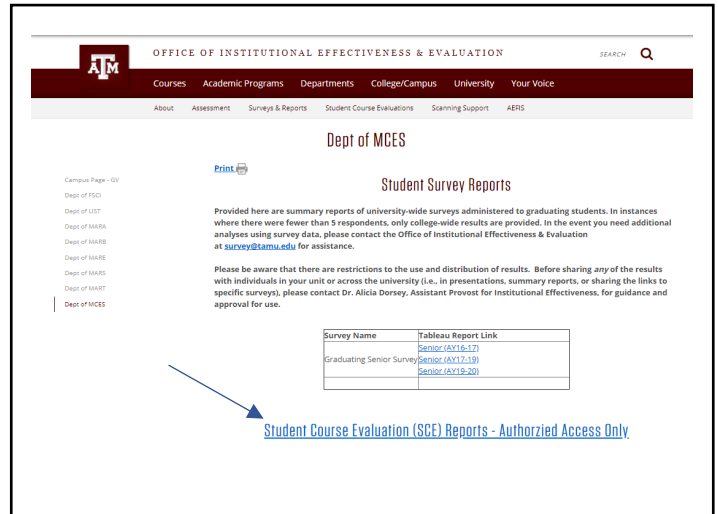 OFFICE OF INSTITUTIONAL EFFECTIVENESS & EVALUATION
SEARCH
ATM
Courses Academic Programs Departments College/Campus University Your Voice
About Assessment Surveys & Reports Student Course Evaluations Scanning Support AEFIS
Dept of MCES
Print
Student Survey Reports
Campus Page - GV
Dept of FSCI
Dept of LIST
Dept of MARA
Dept of MARB
Dept of MARE
Dept of MARS
Dept of MART
Dept of MCES
Provided here are summary reports of university-wide surveys administered to graduating students. In instances
where there were fewer than 5 respondents, only college-wide results are provided. In the event you need additional
analyses using survey data, please contact the Office of Institutional Effectiveness & Evaluation
at survey@tamu.edu for assistance.
Please be aware that there are restrictions to the use and distribution of results. Before sharing any of the results
with individuals in your unit or across the university (i.e., in presentations, summary reports, or sharing the links to
specific surveys), please contact Dr. Alicia Dorsey, Assistant Provost for Institutional Effectiveness, for guidance and
approval for use.
Survey Name Tableau Report Link
Graduating Senior Survey
Senior (AY16-17)
Senior (AY17-19)
Senior (AY19-20)
Student Course Evaluation (SCE) Reports - Authorzied Access Only